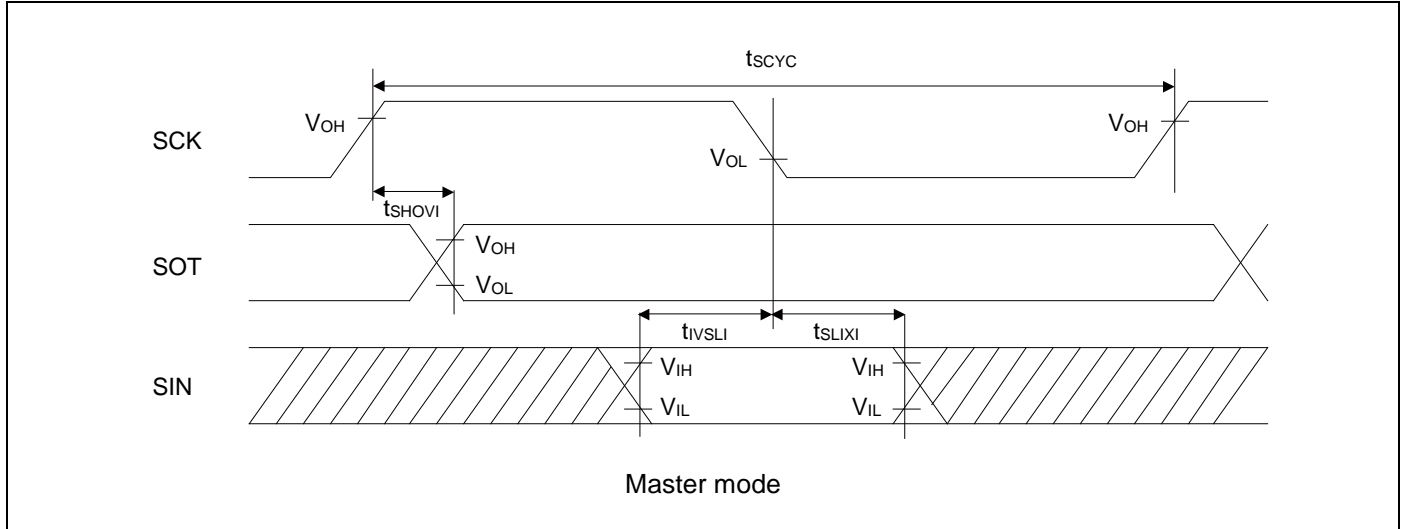 tSCYC
SCK
VOH
VOL
VOH
tSHOVI
SOT
VOH
VOL
tIVSLI
tSLIXI
SIN
VIH
VIH
VIL
VIL
Master mode